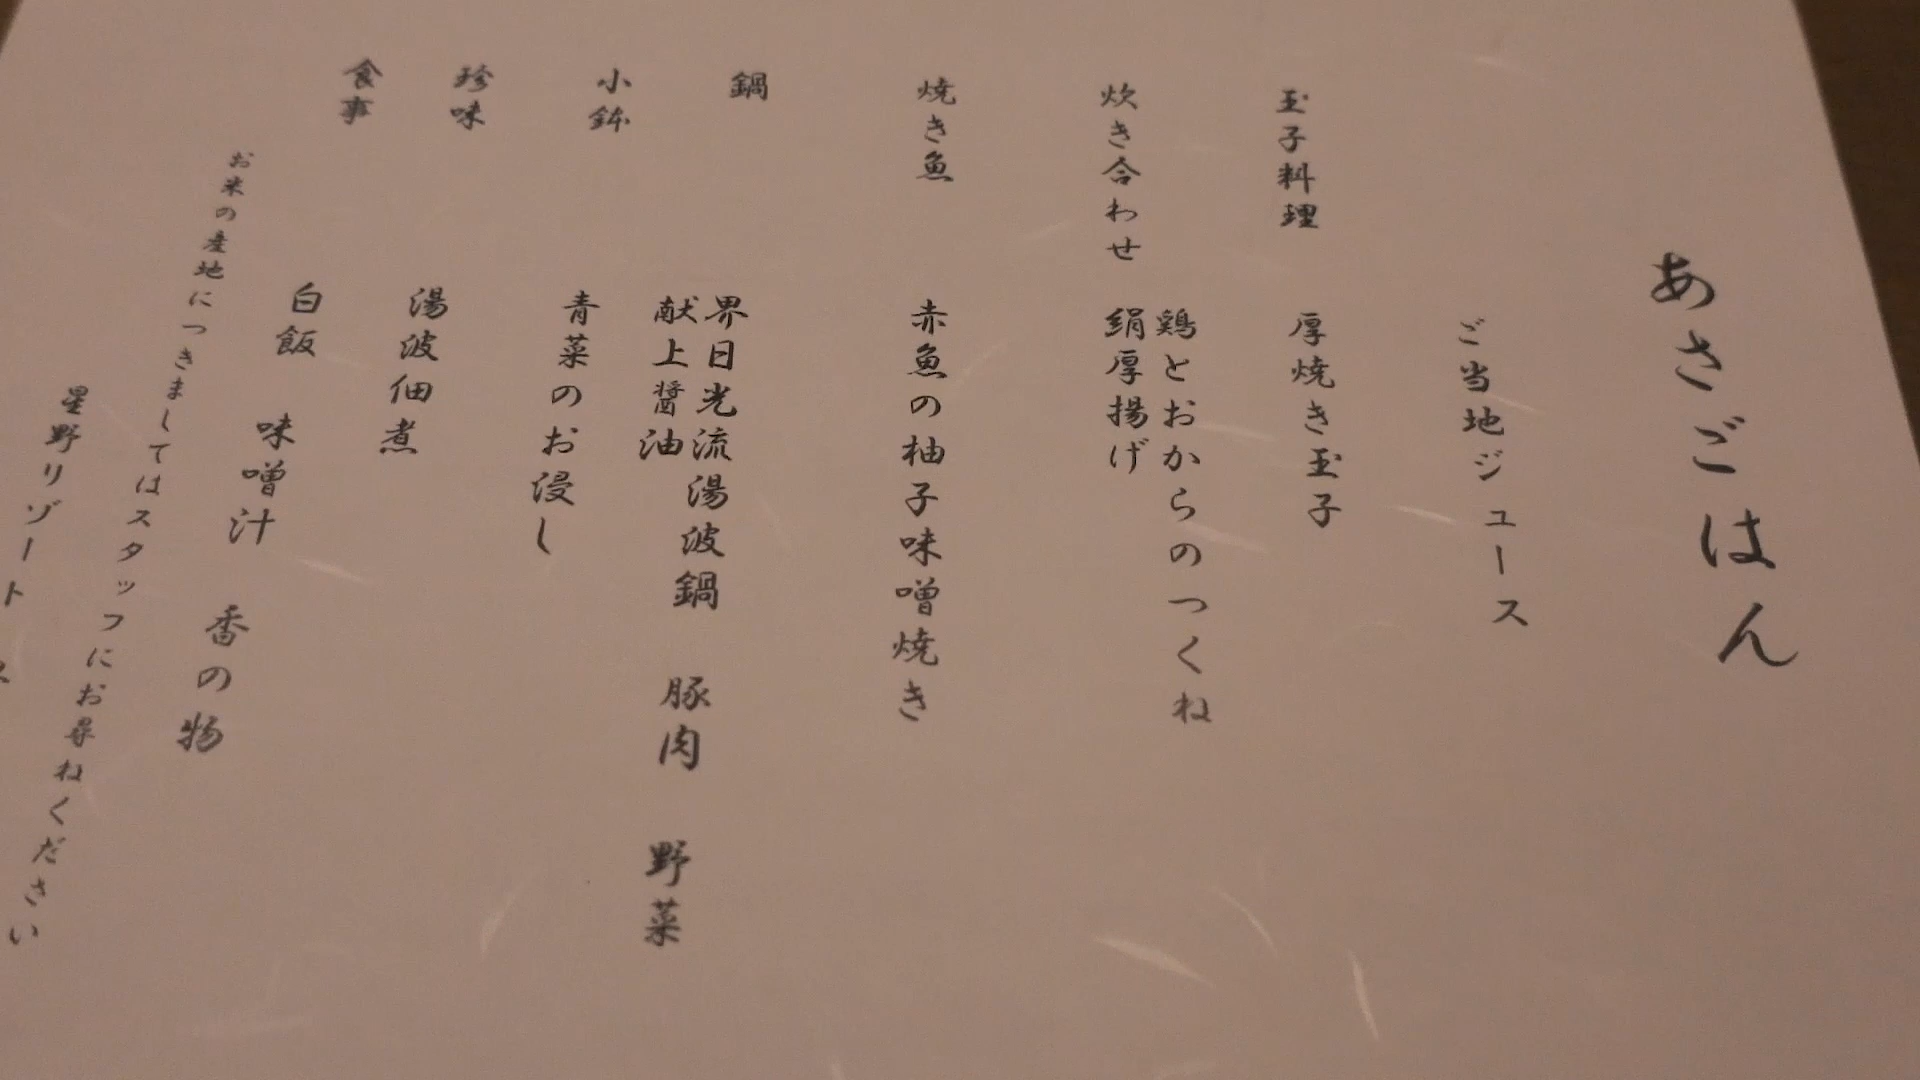 あさごはん
ご当地ジュース
玉子料理 厚焼き玉子
炊き合わせ 鶏とおからのつくね
絹厚揚げ
焼き魚 赤魚の柚子味噌焼き
鍋 界日光流湯波鍋 豚肉 野菜
献上醤油
小鉢 青菜のお浸し
珍味 湯波佃煮
食事 白飯 味噌汁 香の物
お米の産地につきましてはスタッフにお尋ねください
星野リゾート